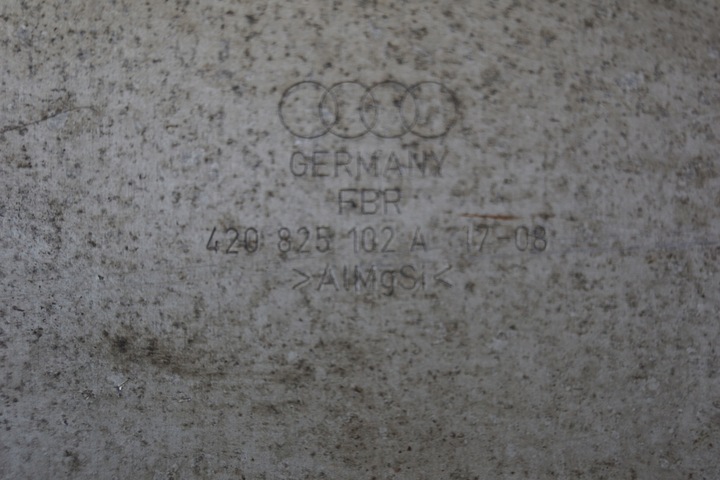 GERMANY
FBR
420 825 102 A 17-08
>AlMgSi<